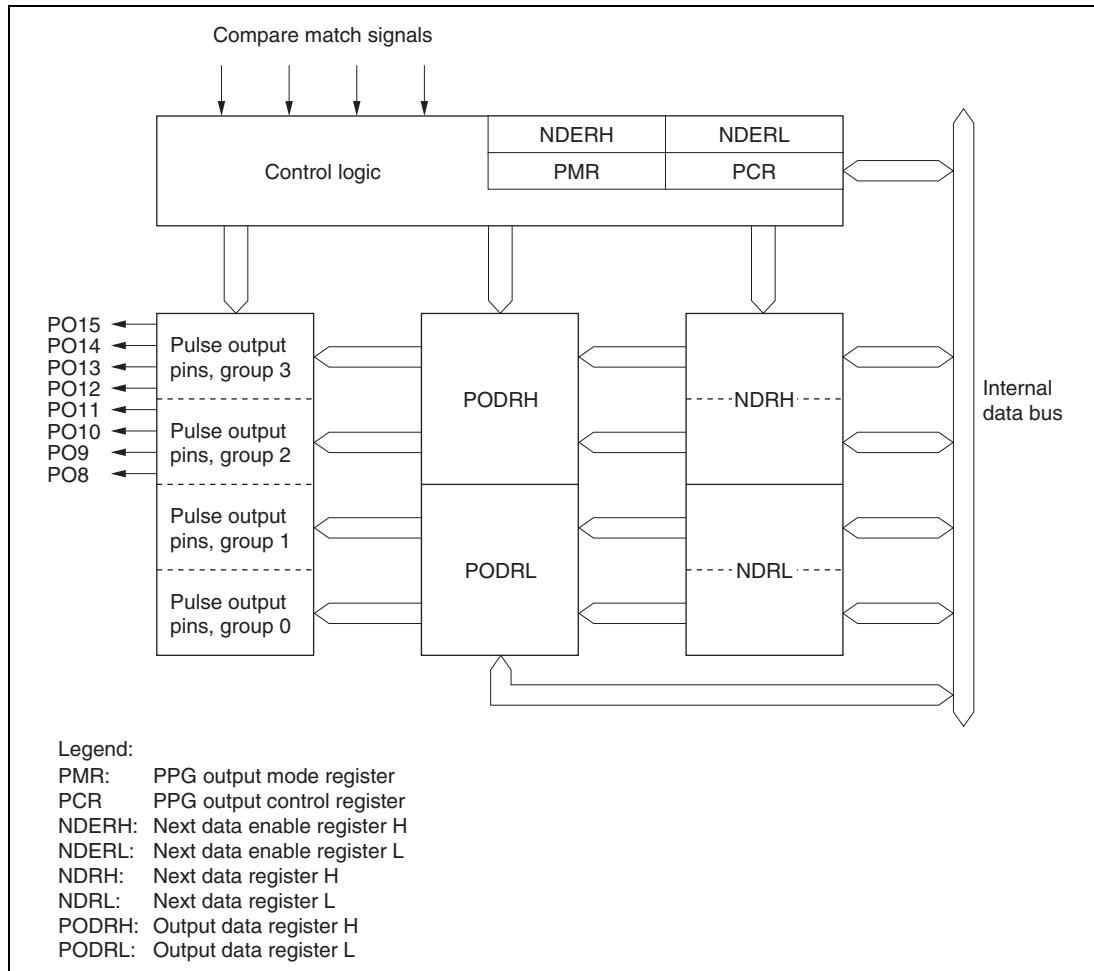 Compare match signals
Control logic
NDERH
NDERL
PMR
PCR
PO15
PO14
PO13
PO12
PO11
PO10
PO9
PO8
Pulse output
pins, group 3
Pulse output
pins, group 2
Pulse output
pins, group 1
Pulse output
pins, group 0
PODRH
PODRL
NDRH
NDRL
Internal
data bus
Legend:
PMR: PPG output mode register
PCR PPG output control register
NDERH: Next data enable register H
NDERL: Next data enable register L
NDRH: Next data register H
NDRL: Next data register L
PODRH: Output data register H
PODRL: Output data register L